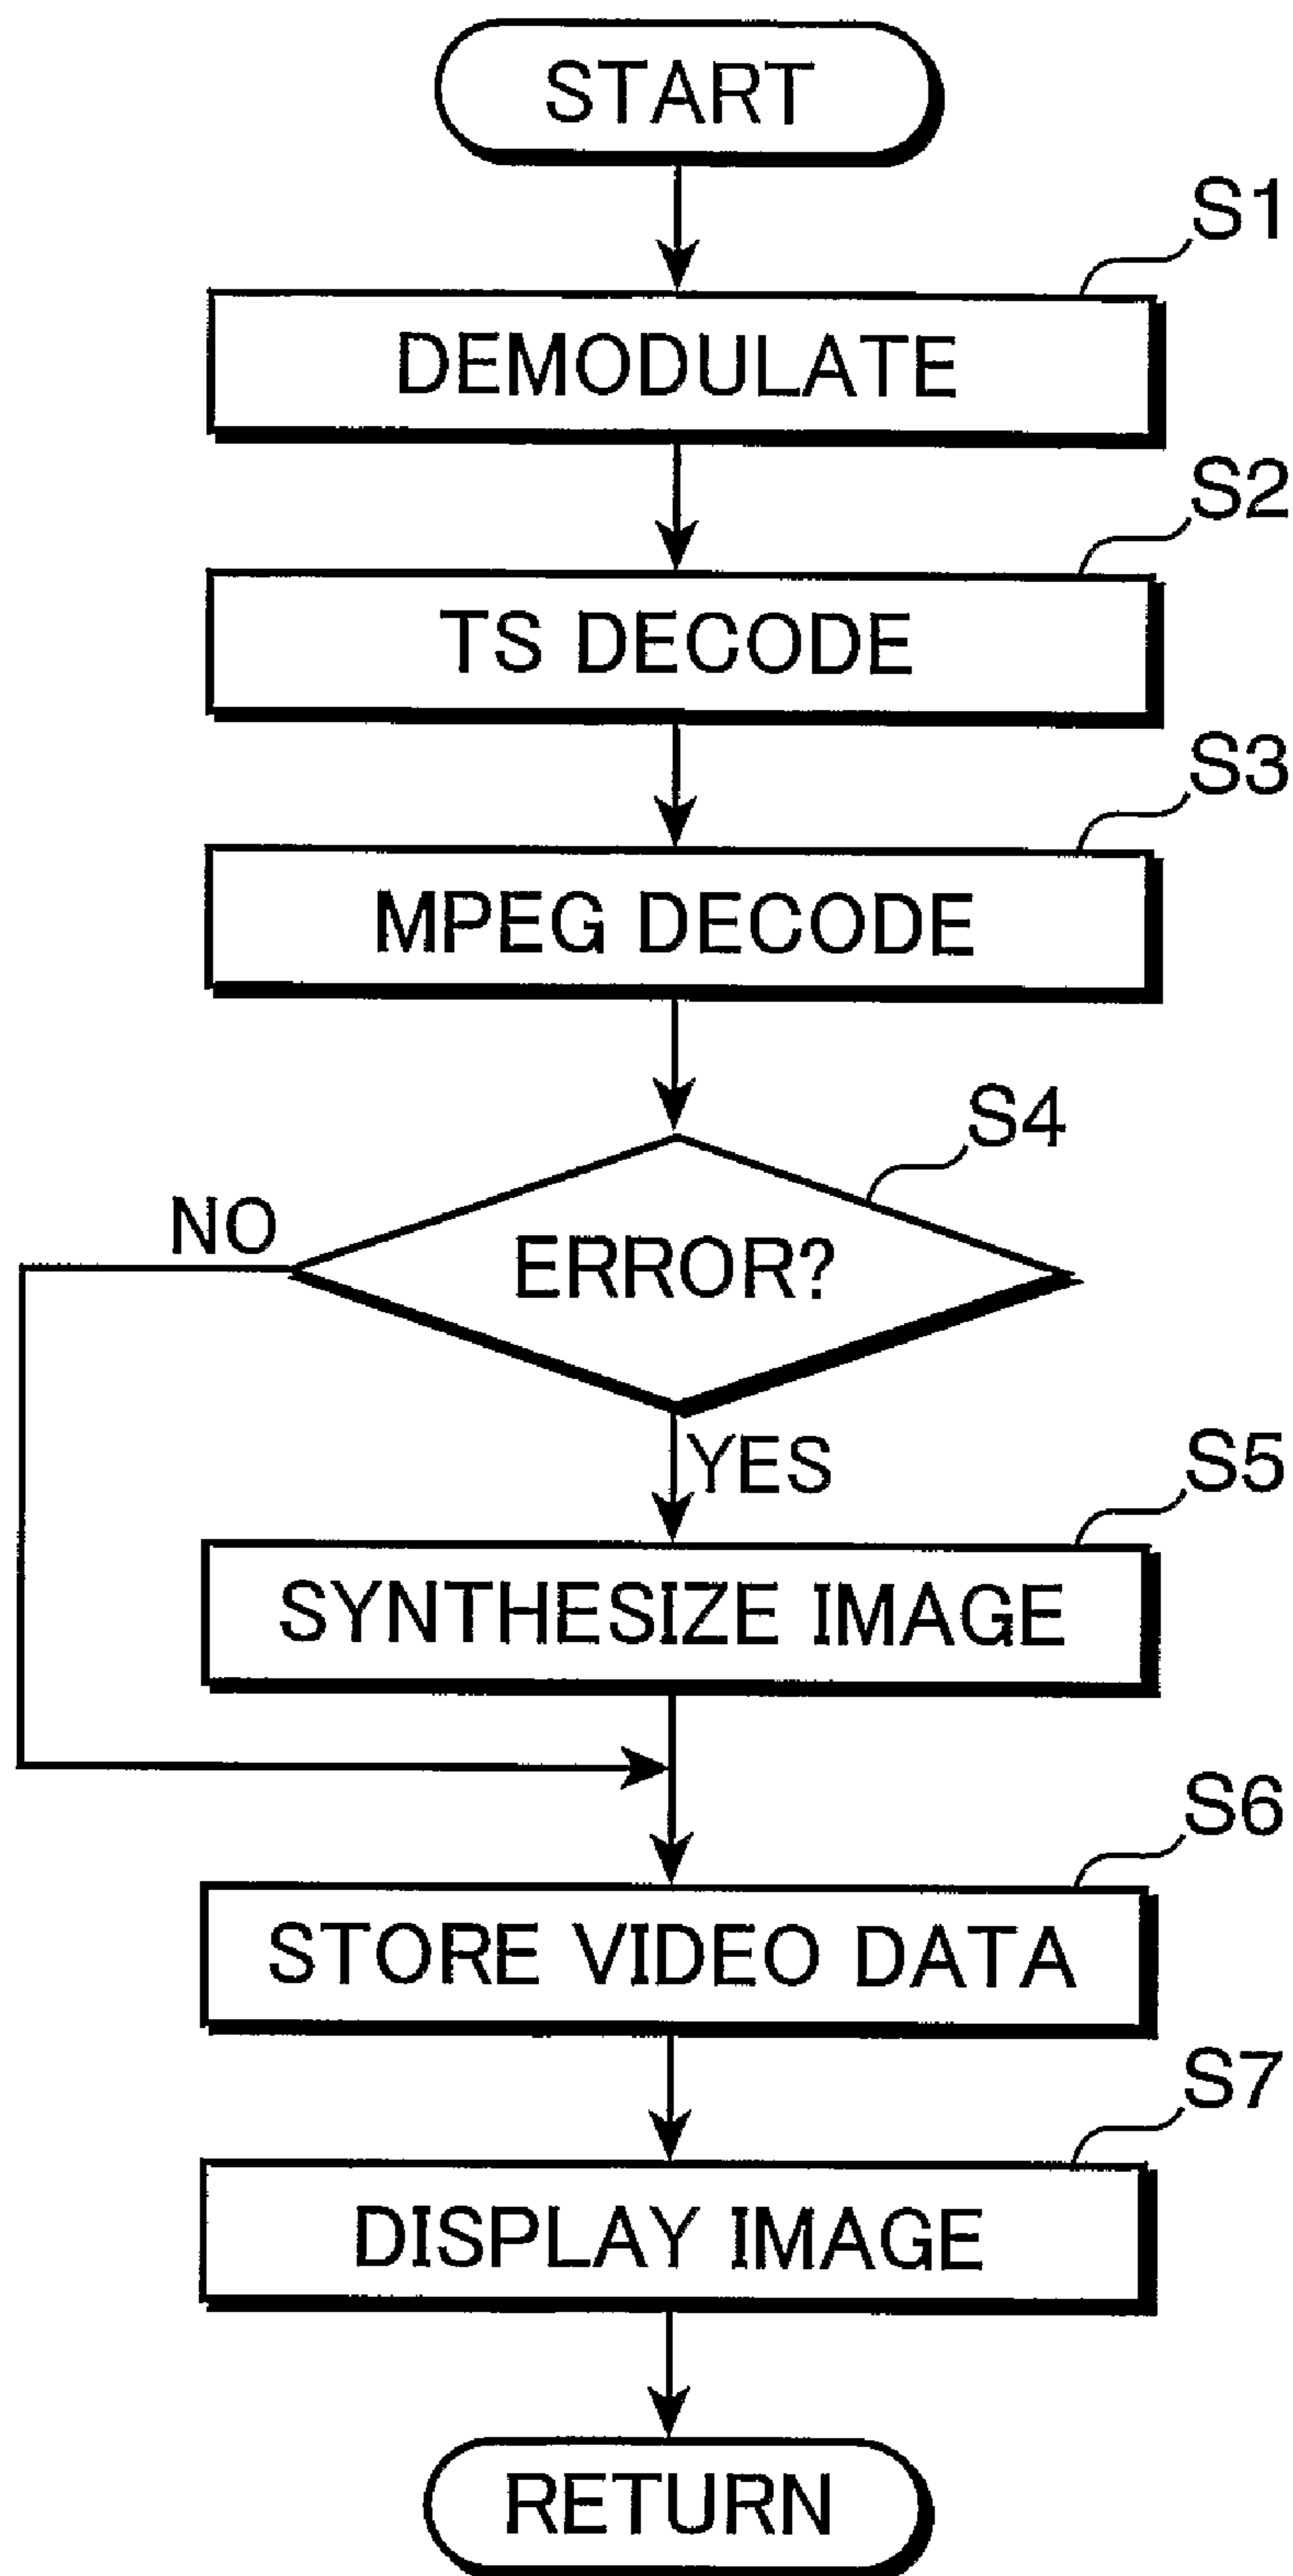 START
S1
DEMODULATE
S2
TS DECODE
S3
MPEG DECODE
S4
NO
ERROR?
YES
S5
SYNTHESIZE IMAGE
S6
STORE VIDEO DATA
S7
DISPLAY IMAGE
RETURN